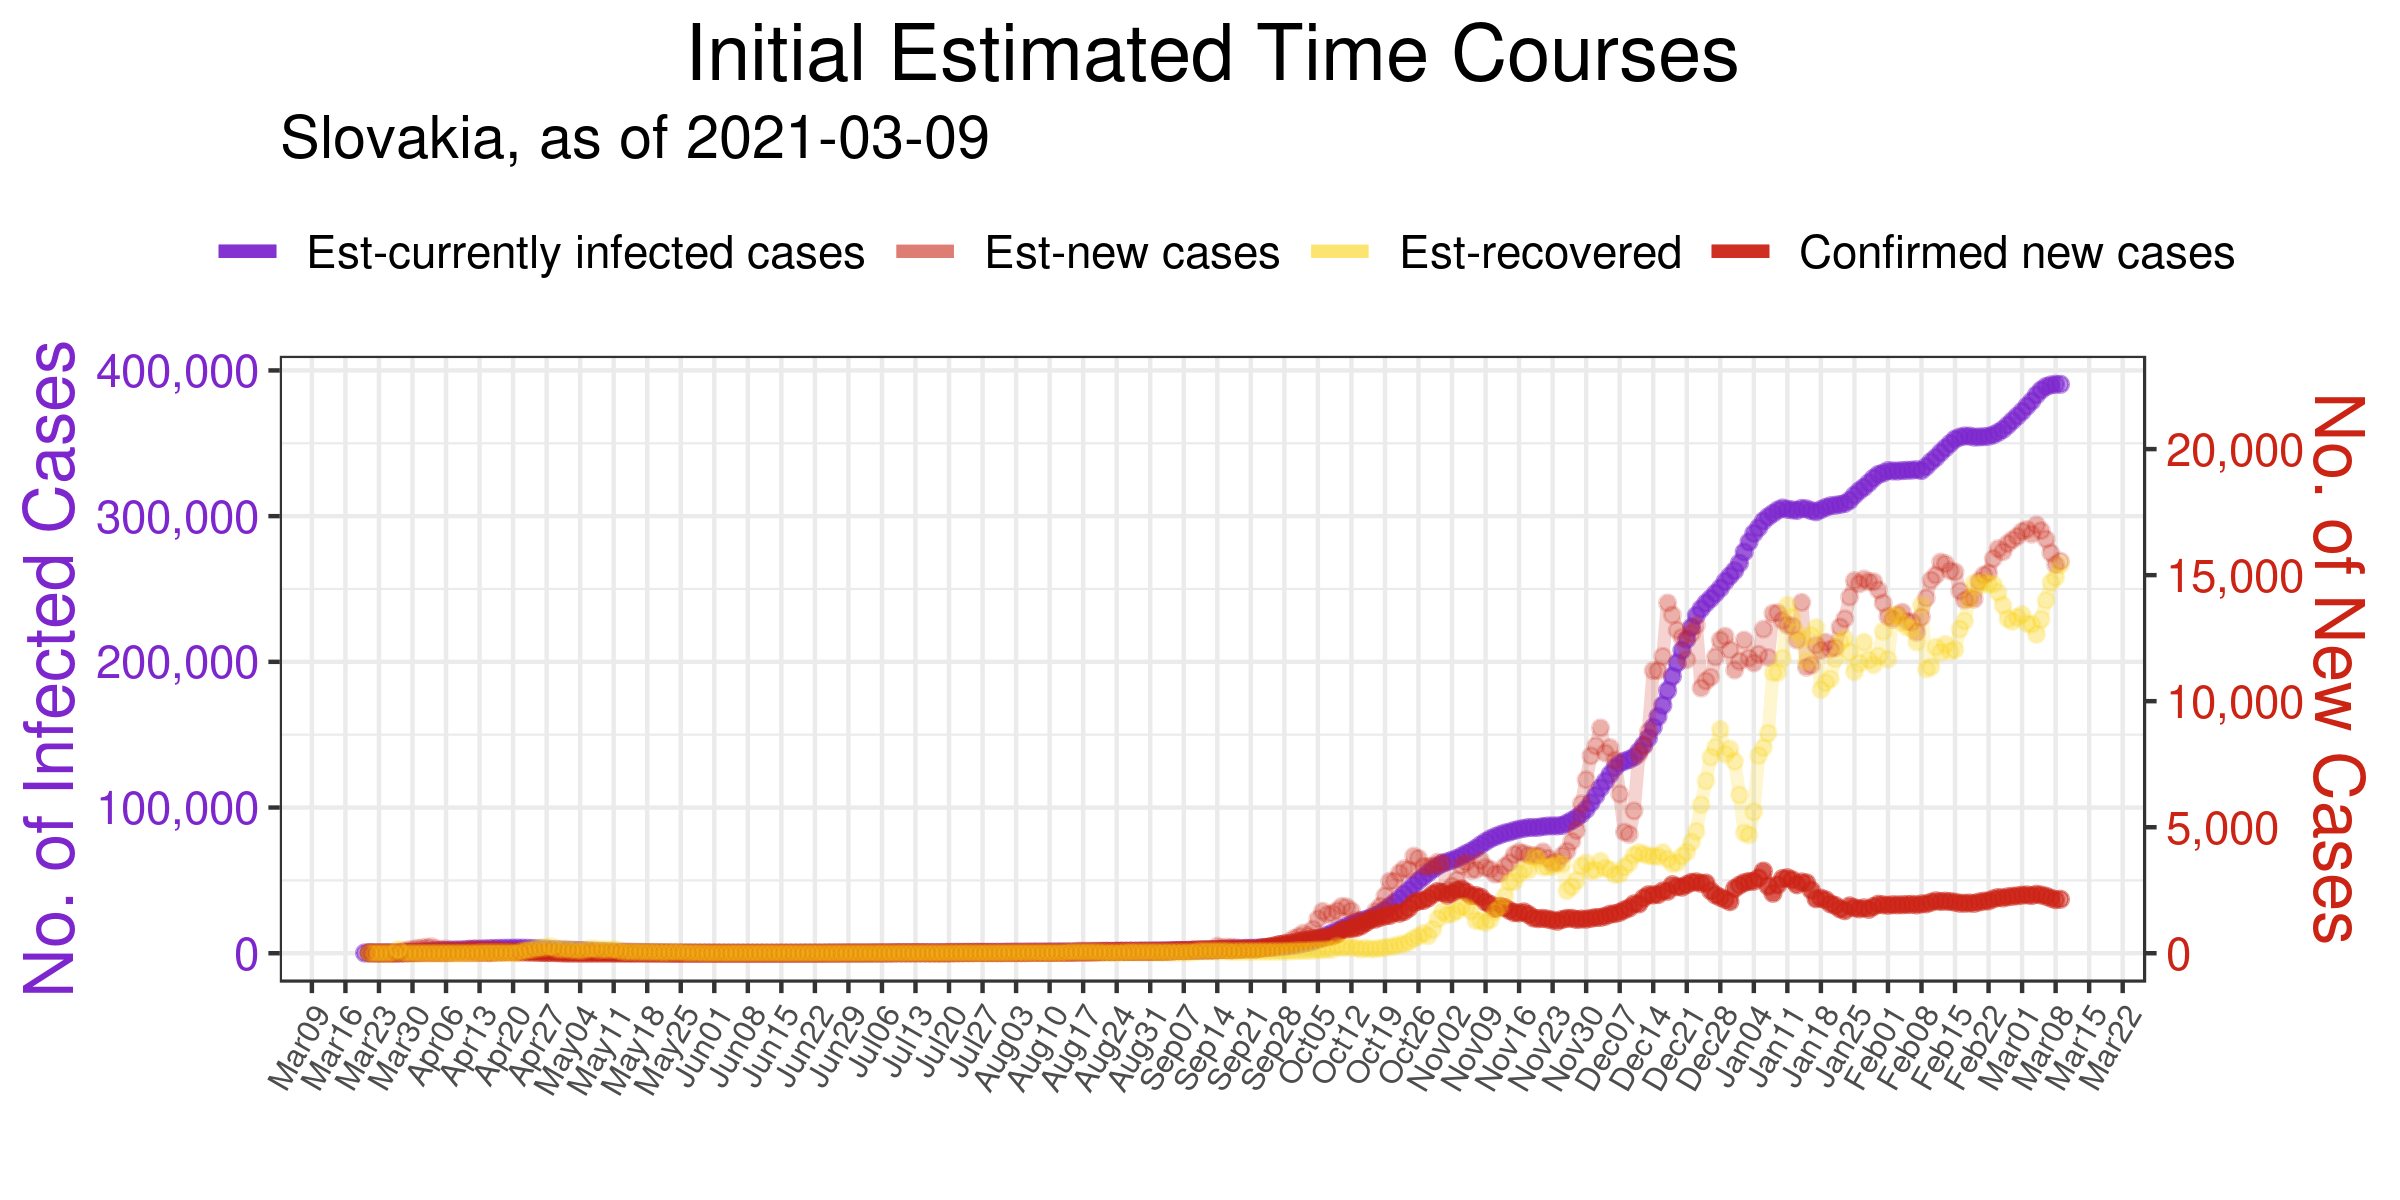 Initial Estimated Time Courses
Slovakia, as of 2021-03-09
Est-currently infected cases Est-new cases Est-recovered Confirmed new cases
No. of Infected Cases
400,000
300,000
200,000
100,000
0
20,000
15,000
10,000
5,000
0
No. of New Cases
Mar09 Mar16 Mar23 Mar30 Apr06 Apr13 Apr20 Apr27 May04 May11 May18 May25 Jun01 Jun08 Jun15 Jun22 Jun29 Jul06 Jul13 Jul20 Jul27 Aug03 Aug10 Aug17 Aug24 Aug31 Sep07 Sep14 Sep21 Sep28 Oct05 Oct12 Oct19 Oct26 Nov02 Nov09 Nov16 Nov23 Nov30 Dec07 Dec14 Dec21 Dec28 Jan04 Jan11 Jan18 Jan25 Feb01 Feb08 Feb15 Feb22 Mar01 Mar08 Mar15 Mar22